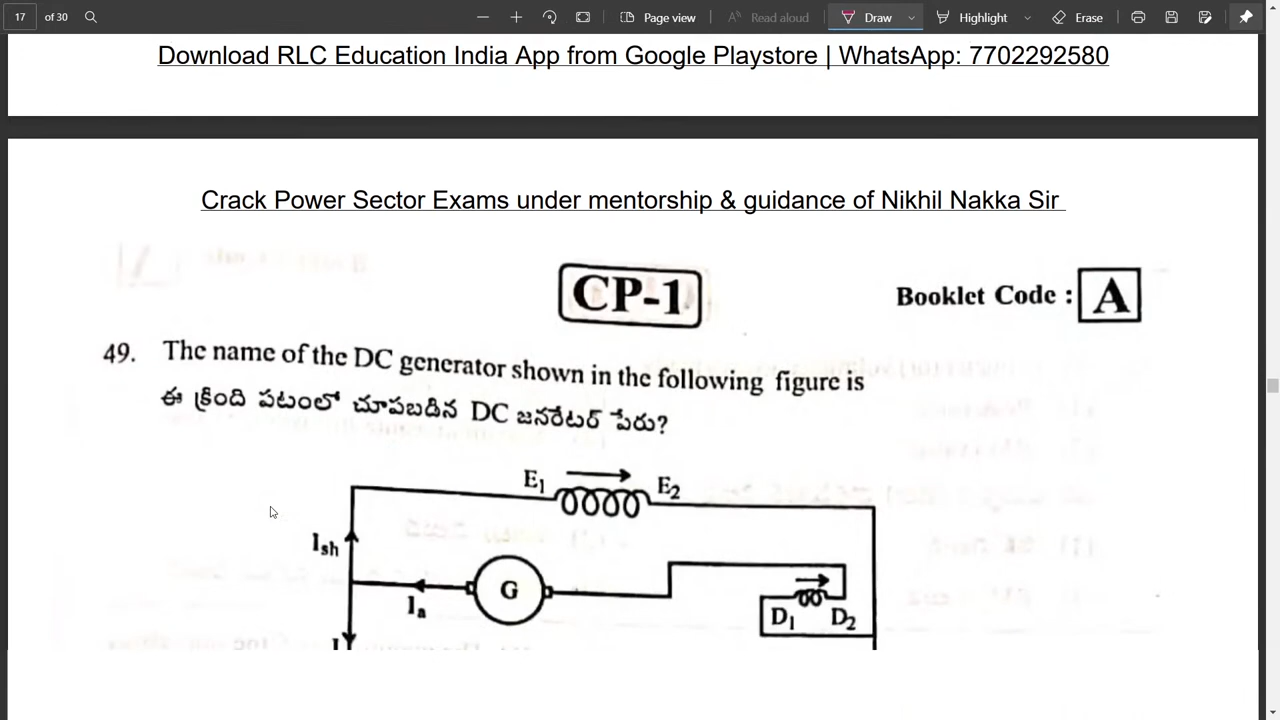 17 of 30 Page view Read aloud Draw Highlight Erase
Download RLC Education India App from Google Playstore | WhatsApp: 7702292580
Crack Power Sector Exams under mentorship & guidance of Nikhil Nakka Sir
CP-1 Booklet Code : A
49. The name of the DC generator shown in the following figure is
ఈ క్రింది పటంలో చూపబడిన DC జనరేటర్ పేరు?
E1 E2
Ish
G
Ia
D1 D2